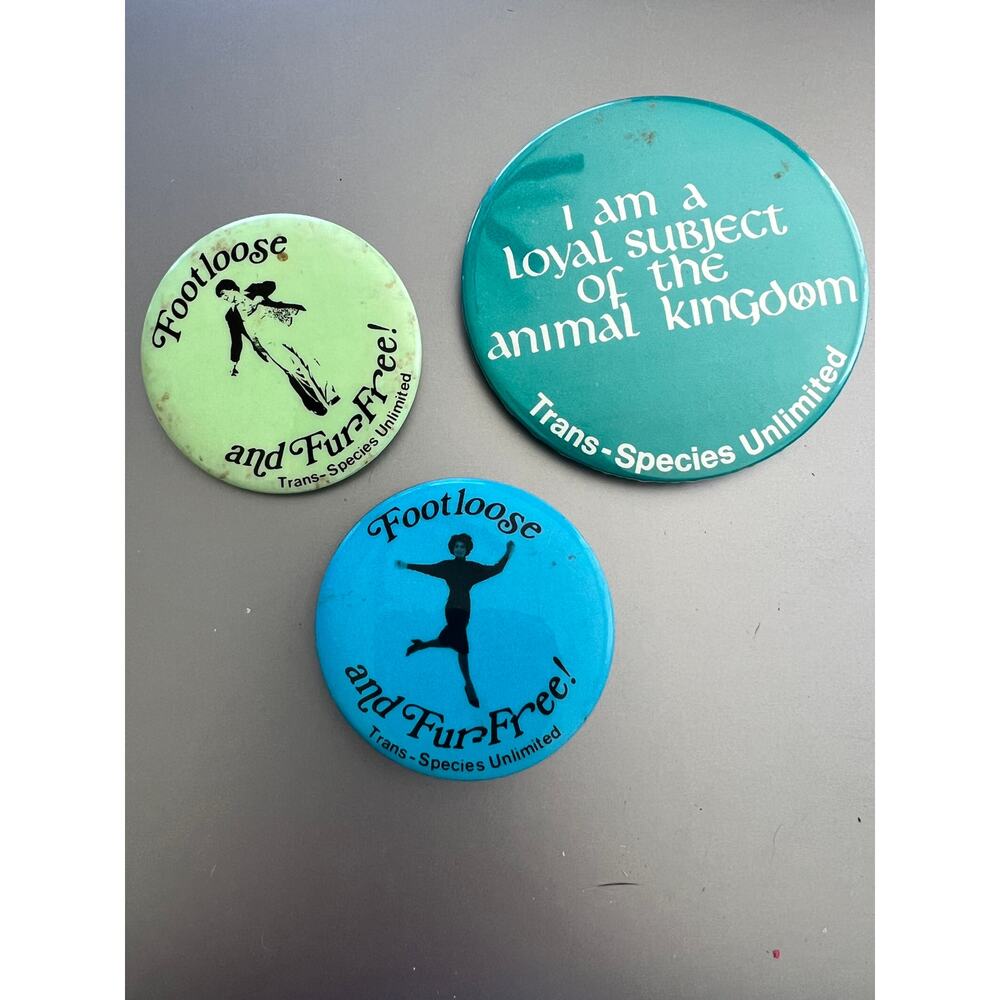 Footloose
and Fur-Free!
Trans-Species Unlimited
I am a
loyal subject
of the
animal kingdom
Trans-Species Unlimited
Footloose
and Fur-Free!
Trans-Species Unlimited